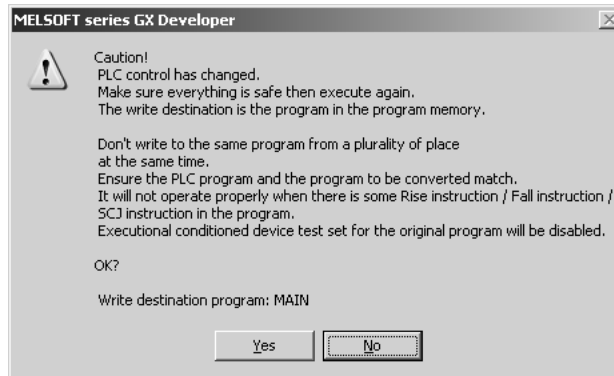 MELSOFT series GX Developer
Caution!
PLC control has changed.
Make sure everything is safe then execute again.
The write destination is the program in the program memory.
Don't write to the same program from a plurality of place
at the same time.
Ensure the PLC program and the program to be converted match.
It will not operate properly when there is some Rise instruction / Fall instruction /
SCJ instruction in the program.
Executional conditioned device test set for the original program will be disabled.
OK?
Write destination program: MAIN
Yes No